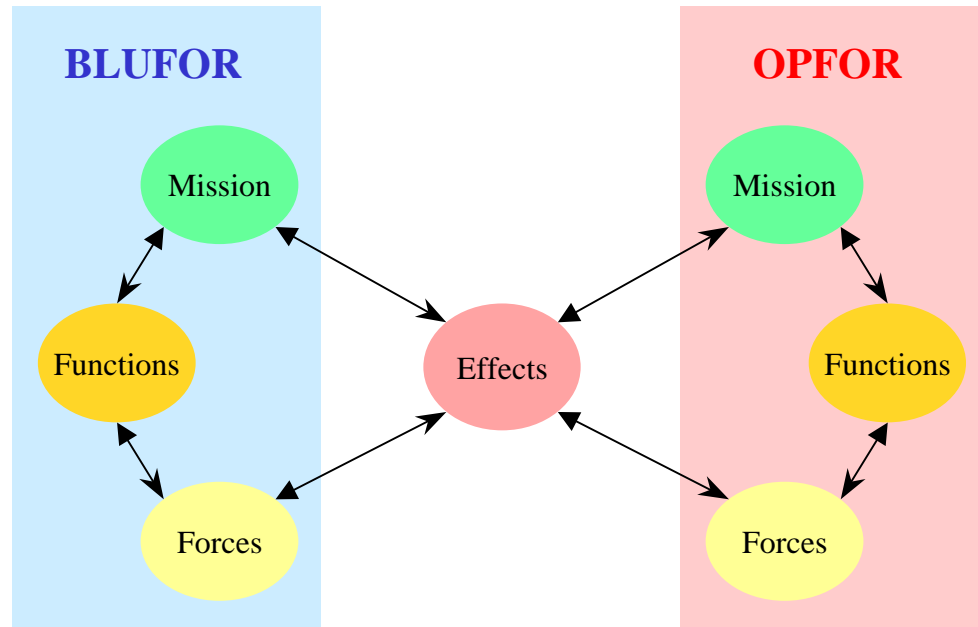 BLUFOR
OPFOR
Mission
Mission
Functions
Effects
Functions
Forces
Forces